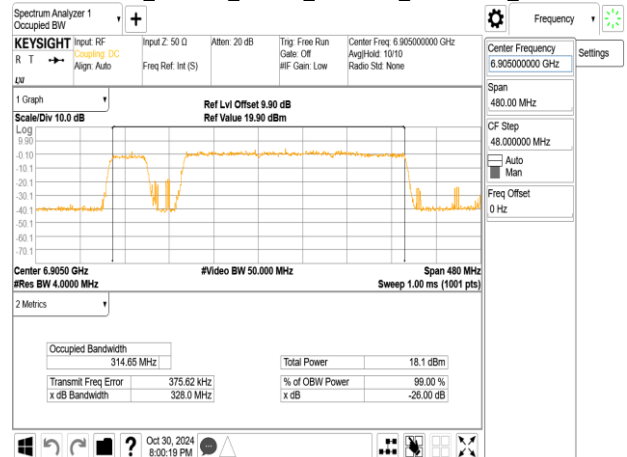 Spectrum Analyzer 1
Occupied BW
Frequency
KEYSIGHT
R T
LXI
Input: RF
Coupling: DC
Align: Auto
Input Z: 50 Ω
Freq Ref: Int (S)
Atten: 20 dB
Trig: Free Run
Gate: Off
#IF Gain: Low
Center Freq: 6.905000000 GHz
Avg|Hold: 10/10
Radio Std: None
1 Graph
Scale/Div 10.0 dB
Ref Lvl Offset 9.90 dB
Ref Value 19.90 dBm
Log
9.90
-0.10
-10.1
-20.1
-30.1
-40.1
-50.1
-60.1
-70.1
Center 6.9050 GHz
#Res BW 4.0000 MHz
#Video BW 50.000 MHz
Span 480 MHz
Sweep 1.00 ms (1001 pts)
2 Metrics
Occupied Bandwidth
314.65 MHz
Transmit Freq Error 375.62 kHz
x dB Bandwidth 328.0 MHz
Total Power 18.1 dBm
% of OBW Power 99.00 %
x dB -26.00 dB
Oct 30, 2024
8:00:19 PM
Center Frequency
6.905000000 GHz
Settings
Span
480.00 MHz
CF Step
48.000000 MHz
Auto
Man
Freq Offset
0 Hz